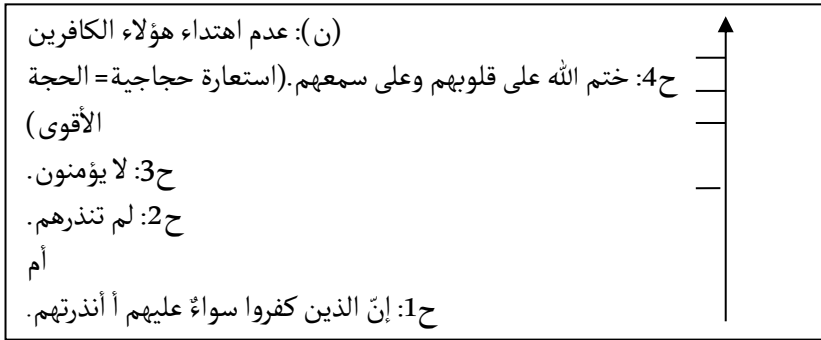 (ن): عدم اهتداء هؤلاء الكافرين
ح4: ختم الله على قلوبهم وعلى سمعهم.(استعارة حجاجية= الحجة
الأقوى)
ح3: لا يؤمنون.
ح2: لم تنذرهم.
أم
ح1: إنّ الذين كفروا سواءٌ عليهم أ أنذرتهم.